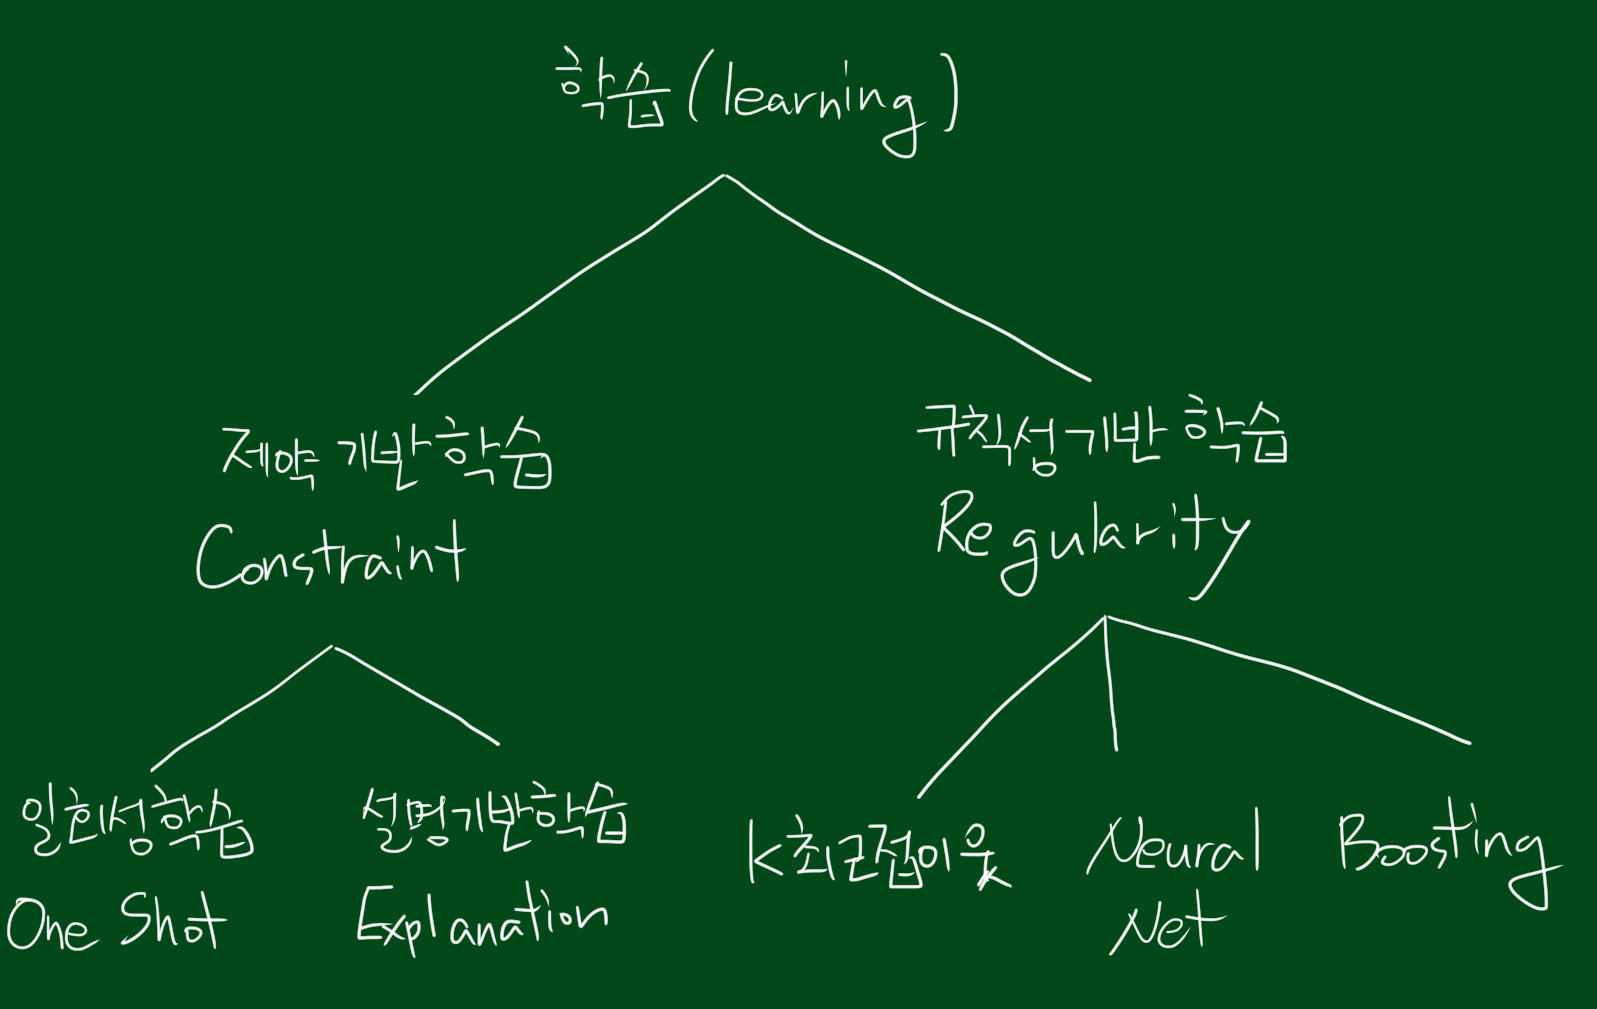 학습(learning)
제약 기반학습
Constraint
규칙성기반 학습
Regularity
일회성학습
One Shot
설명기반학습
Explanation
K최근접이웃
Neural
Net
Boosting